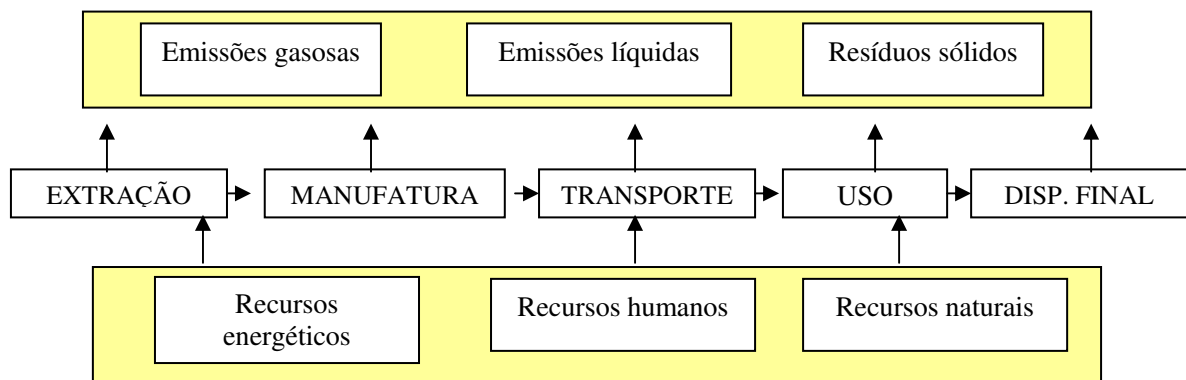 Emissões gasosas
Emissões líquidas
Resíduos sólidos
EXTRAÇÃO
MANUFATURA
TRANSPORTE
USO
DISP. FINAL
Recursos
energéticos
Recursos humanos
Recursos naturais